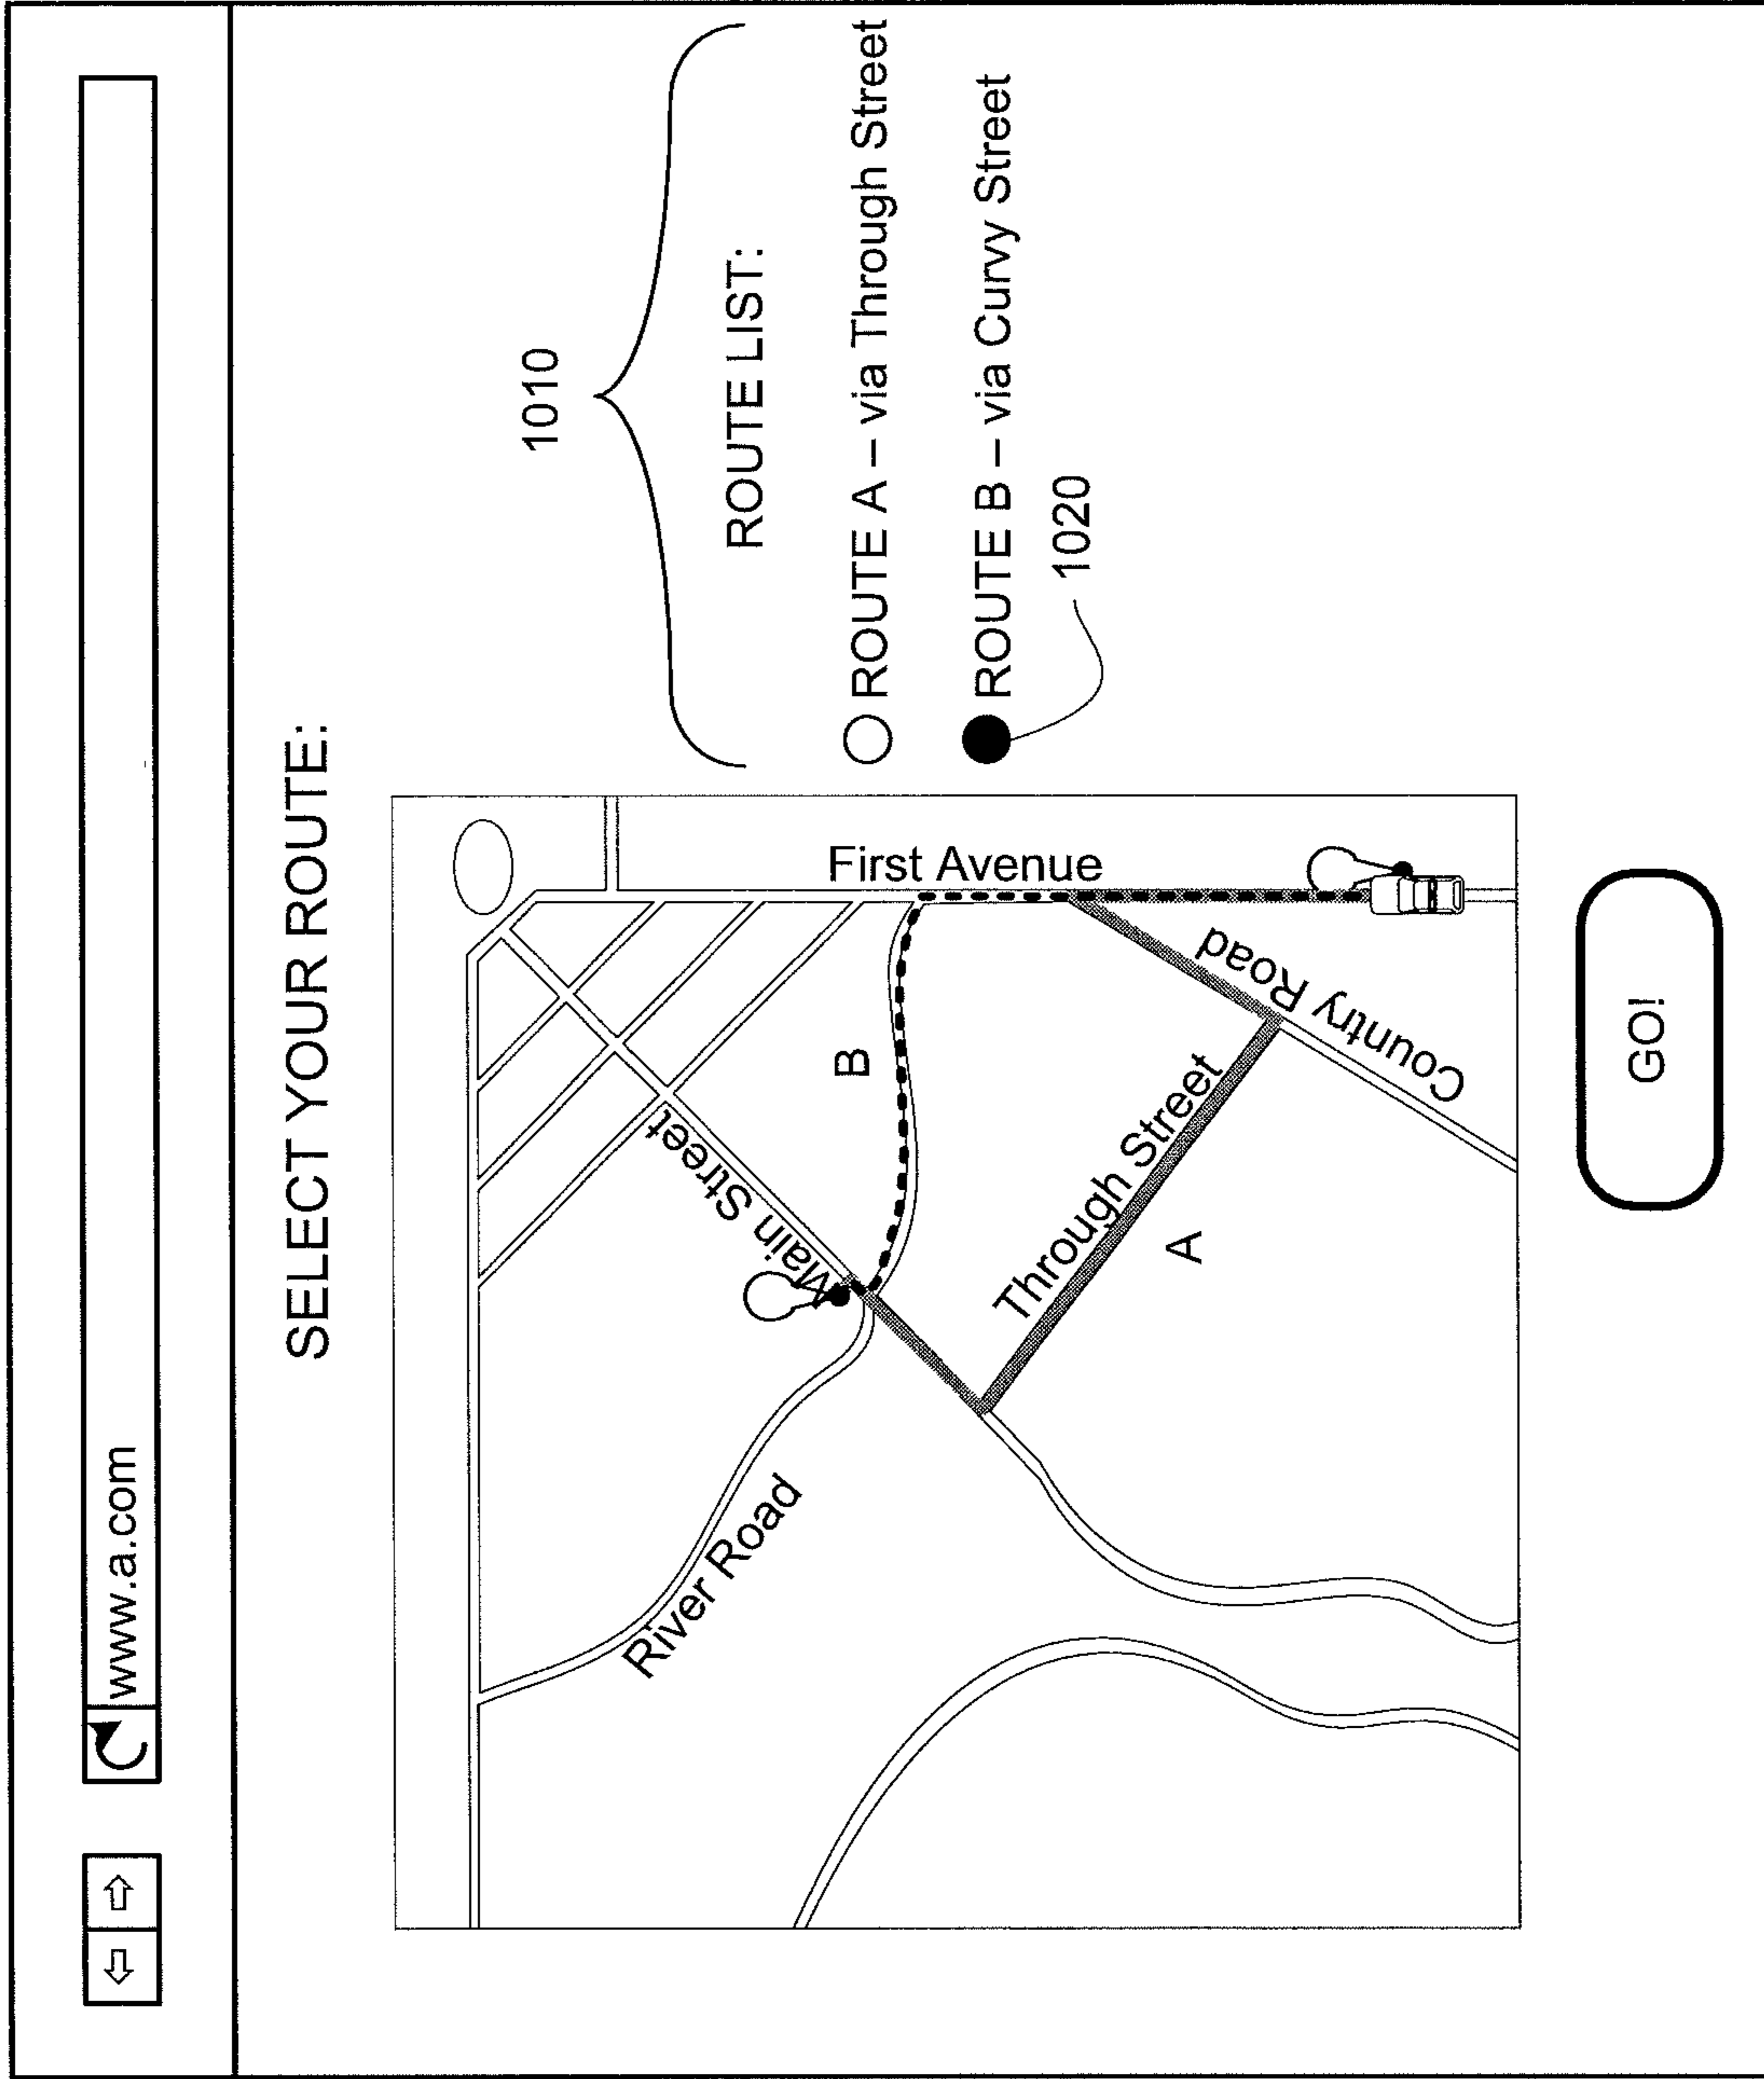 www.a.com
SELECT YOUR ROUTE:
1010
ROUTE LIST:
ROUTE A – via Through Street
ROUTE B – via Curvy Street
1020
First Avenue
Main Street
B
River Road
Through Street
A
Country Road
GO!